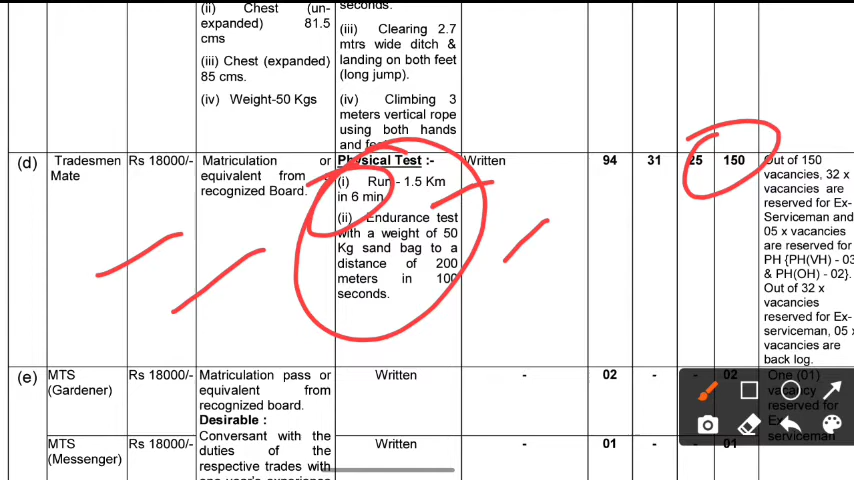 (ii) Chest (un-
expanded) 81.5
cms
(iii) Chest (expanded)
85 cms.
(iv) Weight-50 Kgs
seconds.
(iii) Clearing 2.7
mtrs wide ditch &
landing on both feet
(long jump).
(iv) Climbing 3
meters vertical rope
using both hands
and
(d)
Tradesmen
Mate
Rs 18000/-
Matriculation or
equivalent from
recognized Board.
Physical Test :-
(i) Run - 1.5 Km
in 6 min
(ii) Endurance test
with a weight of 50
Kg sand bag to a
distance of 200
meters in 100
seconds.
Written
94
31
25
150
Out of 150
vacancies, 32 x
vacancies are
reserved for Ex-
Serviceman and
05 x vacancies
are reserved for
PH {PH(VH) - 03
& PH(OH) - 02}.
Out of 32 x
vacancies
reserved for Ex-
serviceman, 05 x
vacancies are
back log.
(e)
MTS
(Gardener)
Rs 18000/-
Matriculation pass or
equivalent from
recognized board.
Desirable :
Conversant with the
duties of the
respective trades with
one year's experience
Written
-
02
-
-
02
One (01)
vacancy
reserved for
Ex
serviceman
MTS
(Messenger)
Rs 18000/-
Written
-
01
-
01